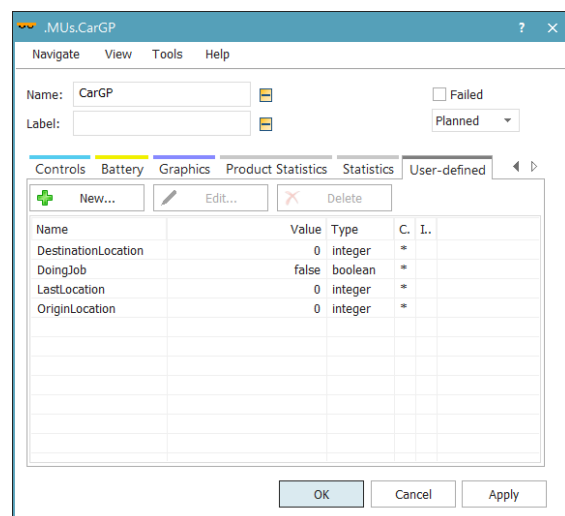 .MUs.CarGP ? ×
Navigate View Tools Help
Name: CarGP Failed
Label: Planned
Controls Battery Graphics Product Statistics Statistics User-defined
New... Edit... Delete
Name Value Type C. I..
DestinationLocation 0 integer *
DoingJob false boolean *
LastLocation 0 integer *
OriginLocation 0 integer *
OK Cancel Apply